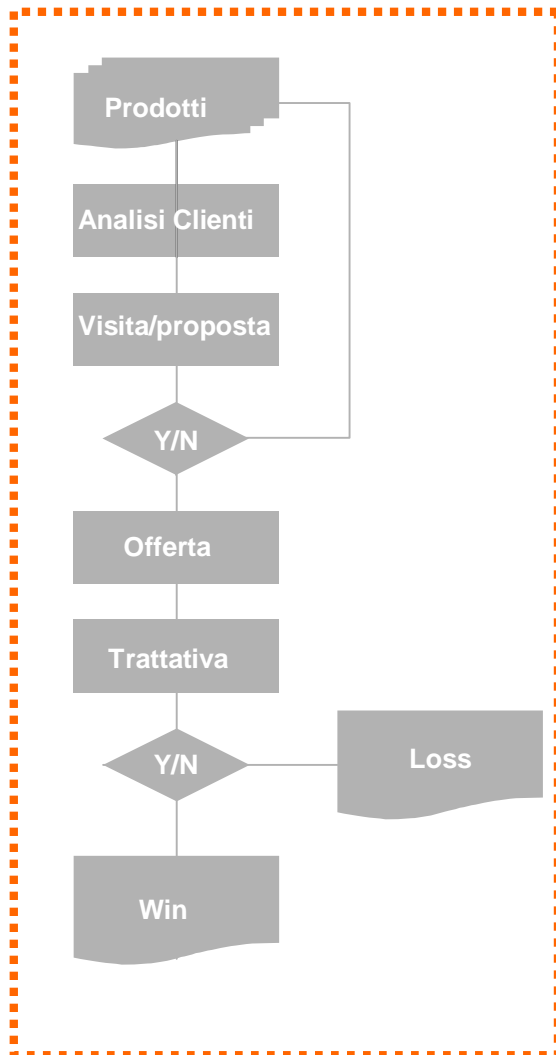 Prodotti
Analisi Clienti
Visita/proposta
Y/N
Offerta
Trattativa
Y/N
Loss
Win